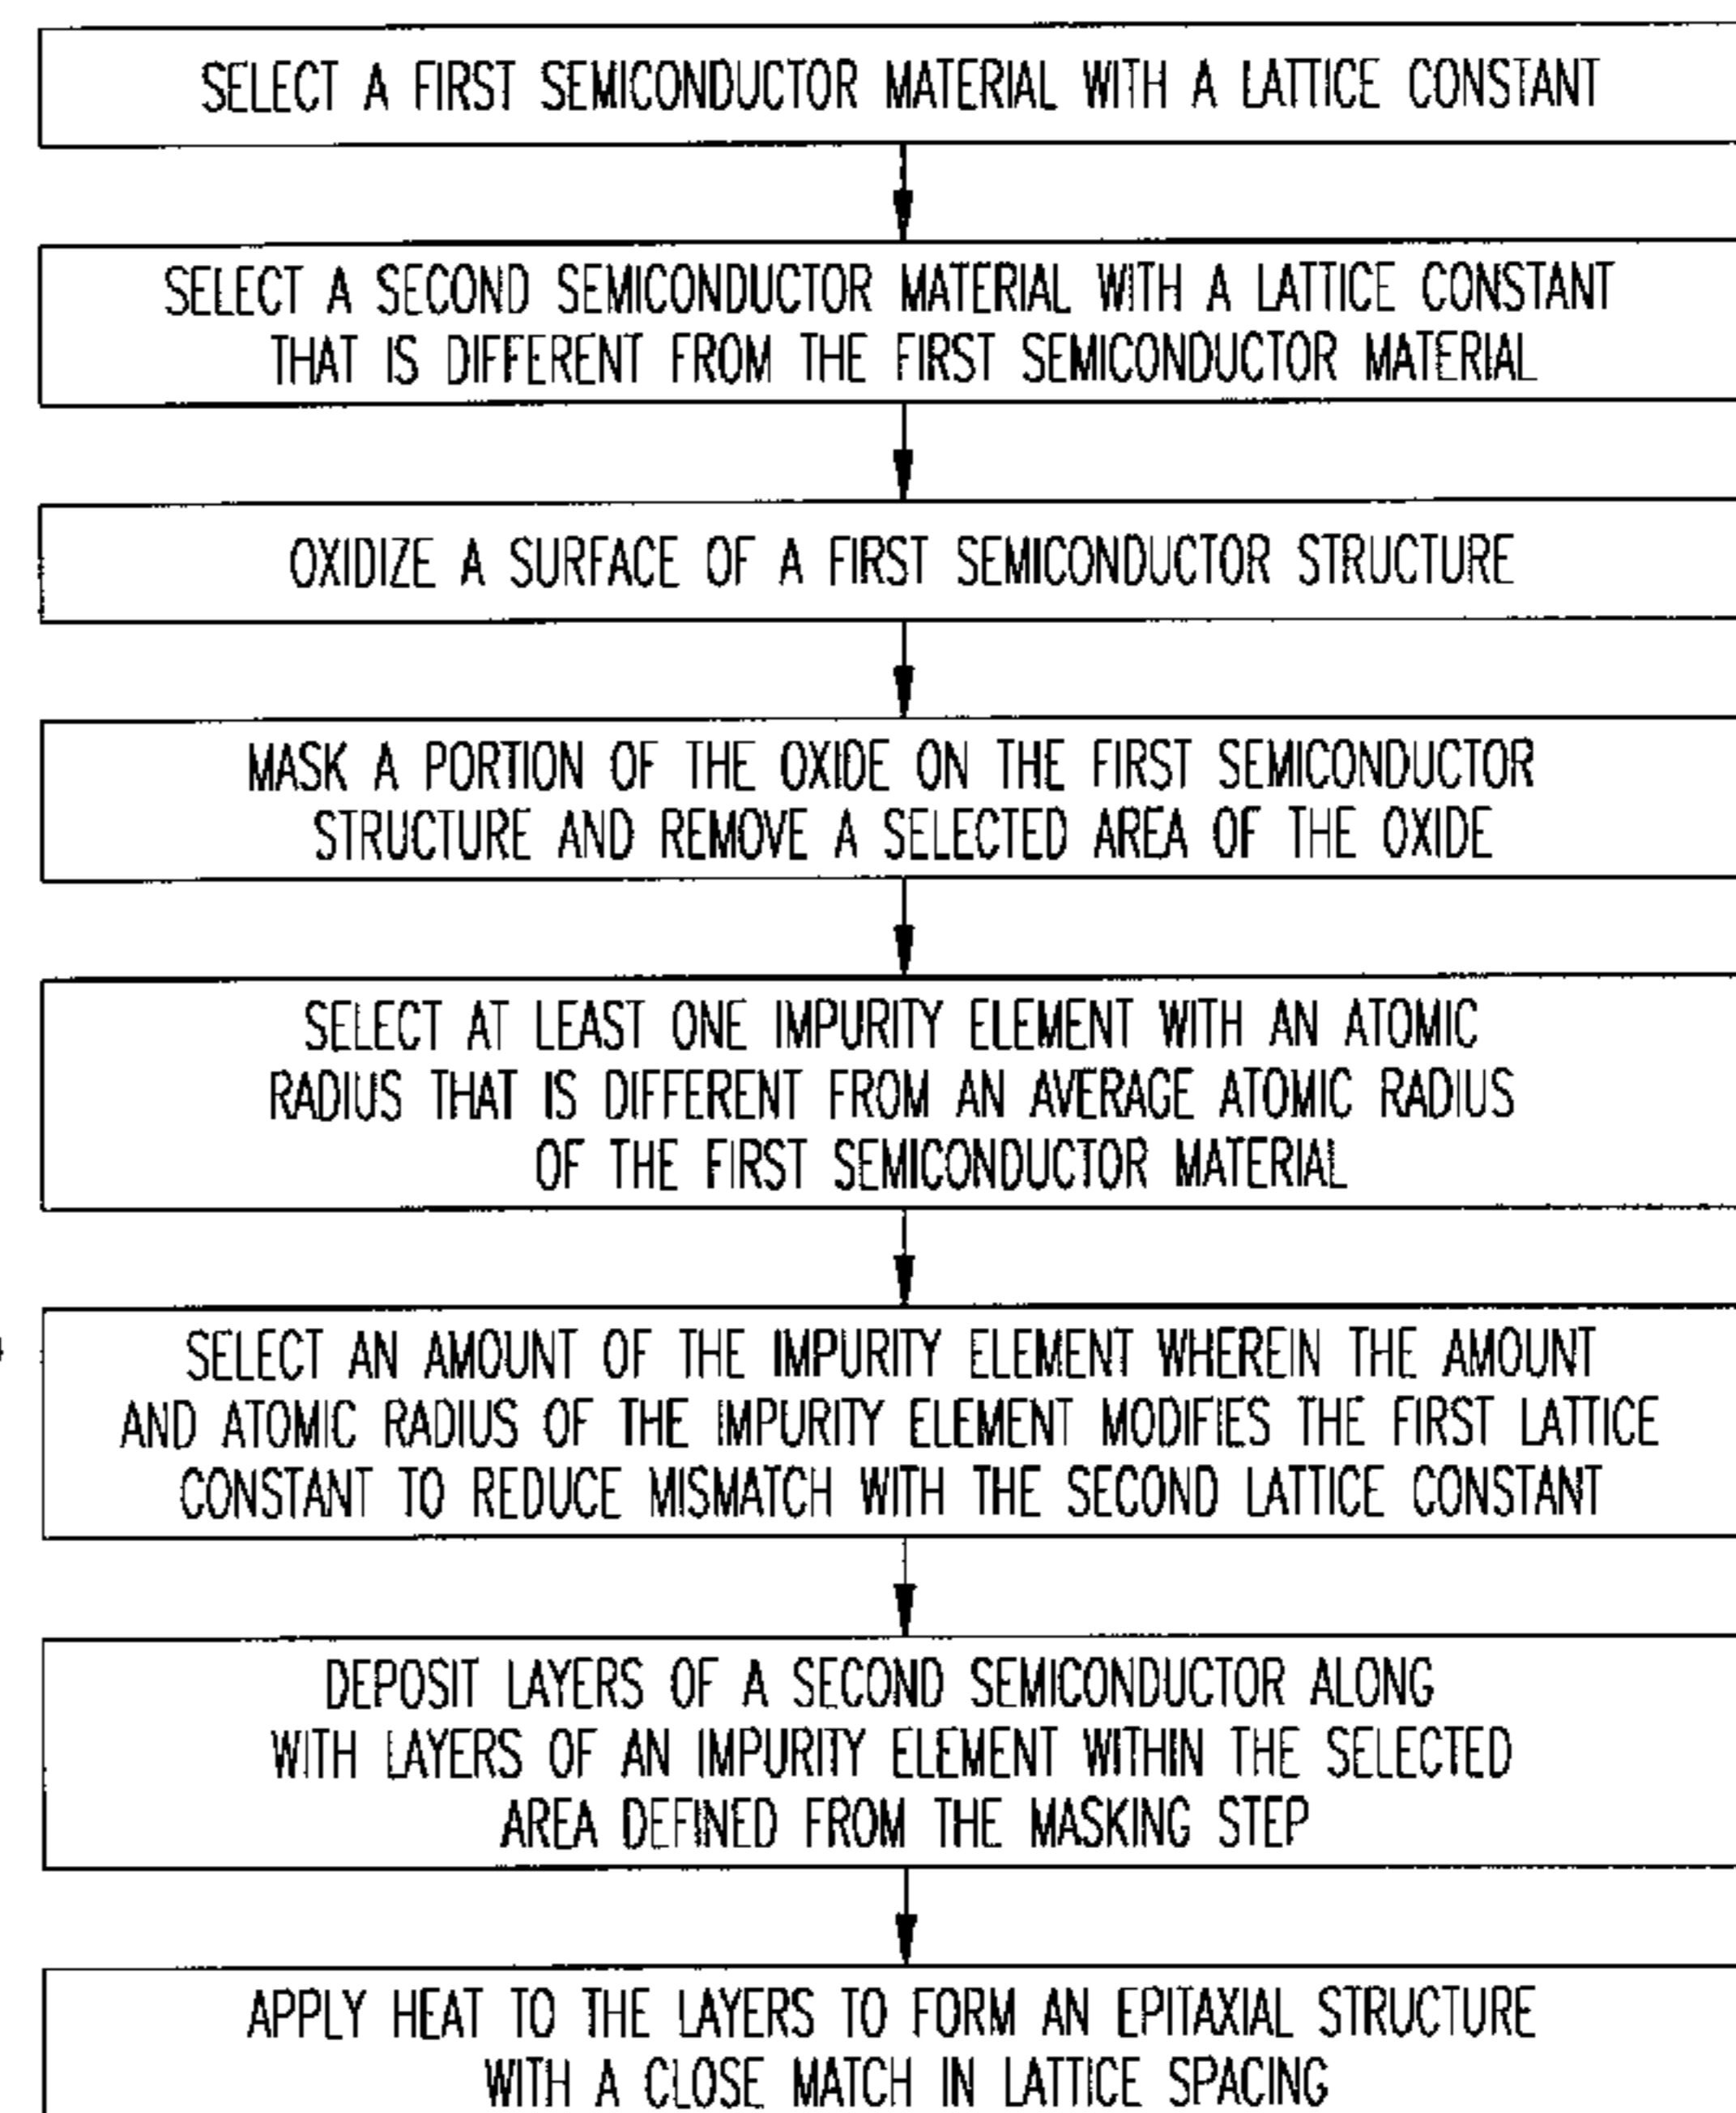 SELECT A FIRST SEMICONDUCTOR MATERIAL WITH A LATTICE CONSTANT
SELECT A SECOND SEMICONDUCTOR MATERIAL WITH A LATTICE CONSTANT
THAT IS DIFFERENT FROM THE FIRST SEMICONDUCTOR MATERIAL
OXIDIZE A SURFACE OF A FIRST SEMICONDUCTOR STRUCTURE
MASK A PORTION OF THE OXIDE ON THE FIRST SEMICONDUCTOR
STRUCTURE AND REMOVE A SELECTED AREA OF THE OXIDE
SELECT AT LEAST ONE IMPURITY ELEMENT WITH AN ATOMIC
RADIUS THAT IS DIFFERENT FROM AN AVERAGE ATOMIC RADIUS
OF THE FIRST SEMICONDUCTOR MATERIAL
SELECT AN AMOUNT OF THE IMPURITY ELEMENT WHEREIN THE AMOUNT
AND ATOMIC RADIUS OF THE IMPURITY ELEMENT MODIFIES THE FIRST LATTICE
CONSTANT TO REDUCE MISMATCH WITH THE SECOND LATTICE CONSTANT
DEPOSIT LAYERS OF A SECOND SEMICONDUCTOR ALONG
WITH LAYERS OF AN IMPURITY ELEMENT WITHIN THE SELECTED
AREA DEFINED FROM THE MASKING STEP
APPLY HEAT TO THE LAYERS TO FORM AN EPITAXIAL STRUCTURE
WITH A CLOSE MATCH IN LATTICE SPACING